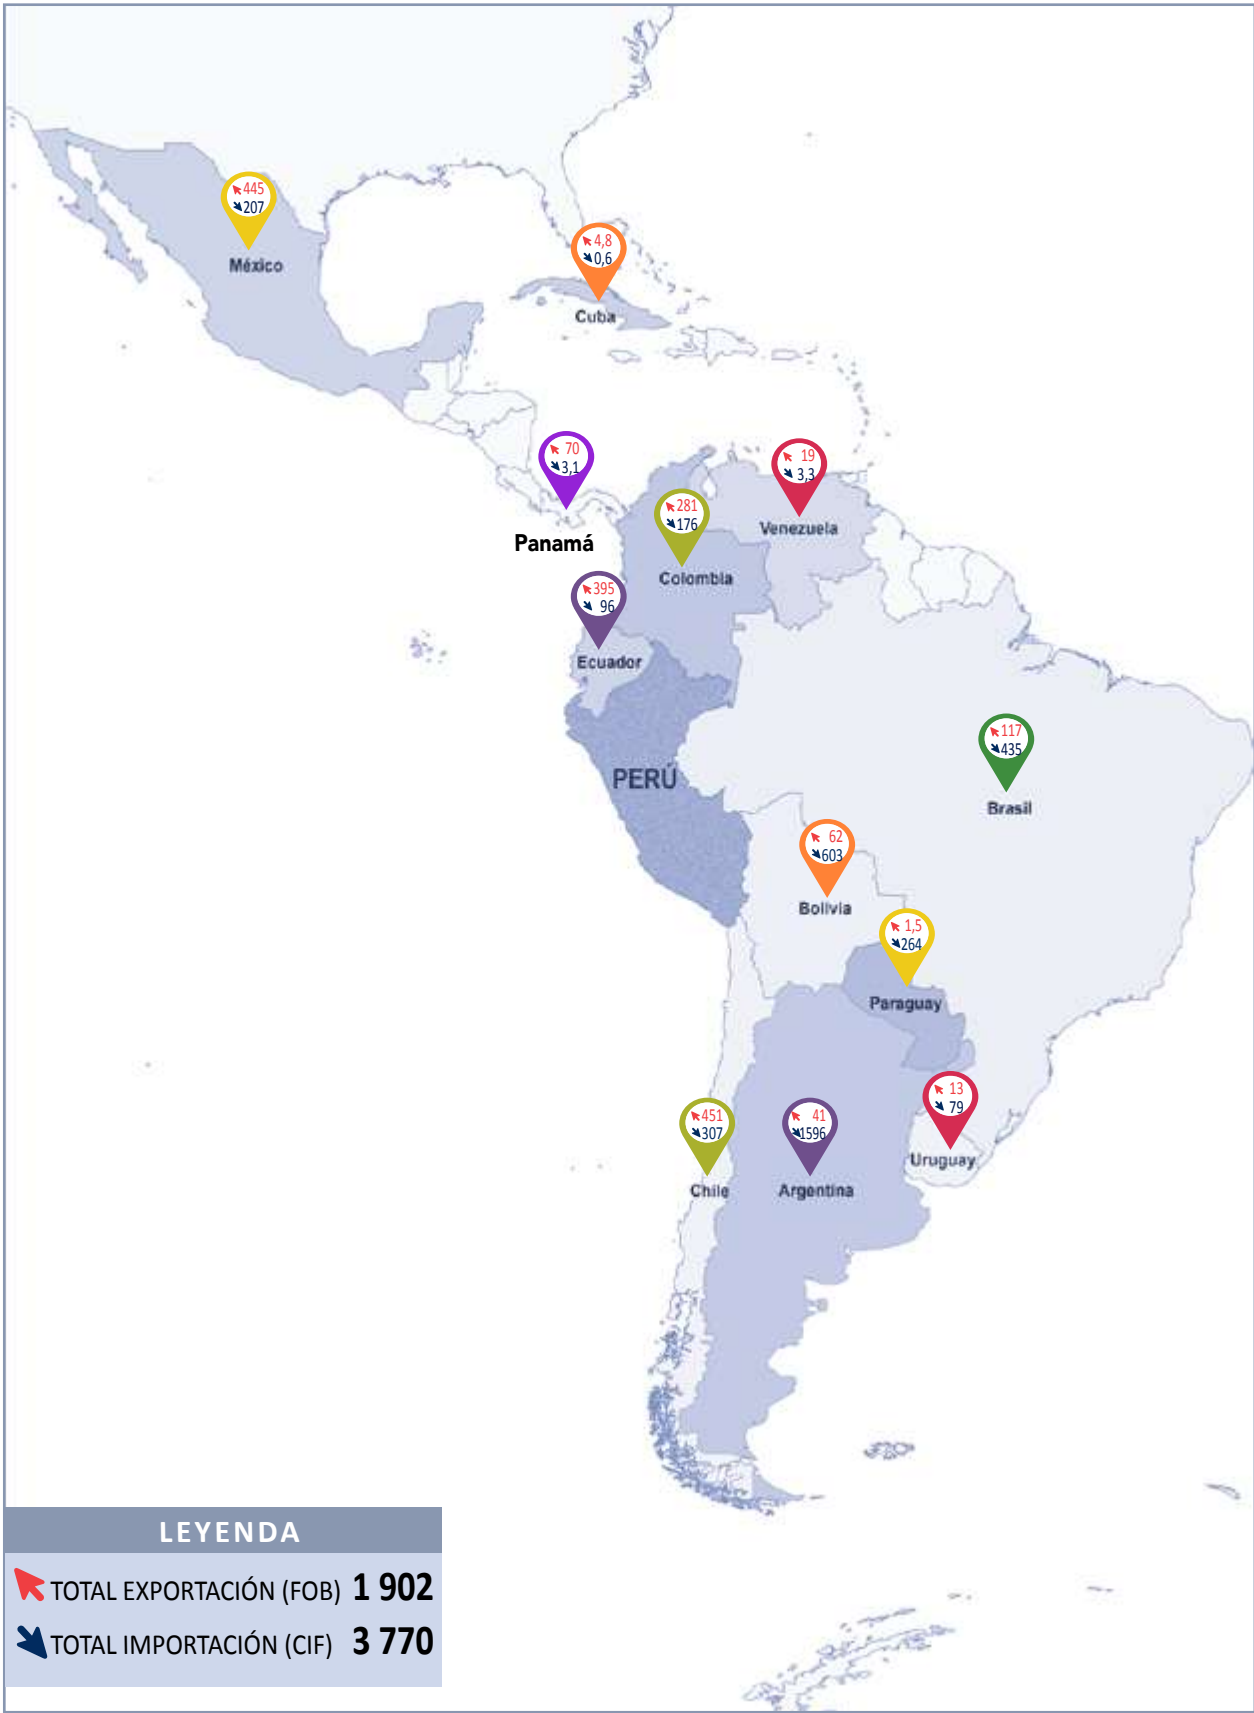 445
207
México
4,8
0,6
Cuba
70
3,1
Panamá
19
3,3
Venezuela
281
176
Colombia
395
96
Ecuador
PERÚ
117
435
Brasil
62
603
Bolivia
1,5
264
Paraguay
13
79
Uruguay
451
307
Chile
41
1596
Argentina
LEYENDA
TOTAL EXPORTACIÓN (FOB) 1 902
TOTAL IMPORTACIÓN (CIF) 3 770